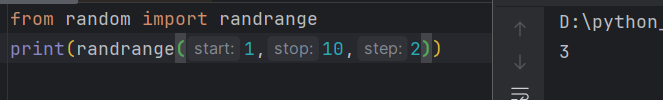 from random import randrange
print(randrange(start: 1,stop: 10,step: 2))
D:\python_
3